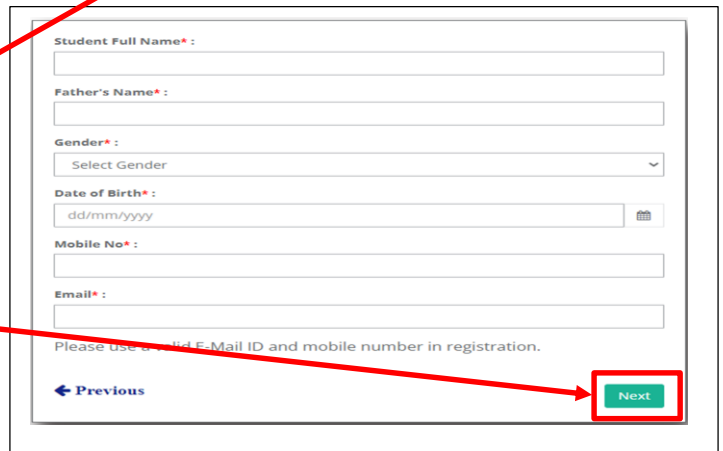 Student Full Name* :
Father's Name* :
Gender* :
Select Gender
Date of Birth* :
dd/mm/yyyy
Mobile No* :
Email* :
Please use a valid E-Mail ID and mobile number in registration.
Previous
Next